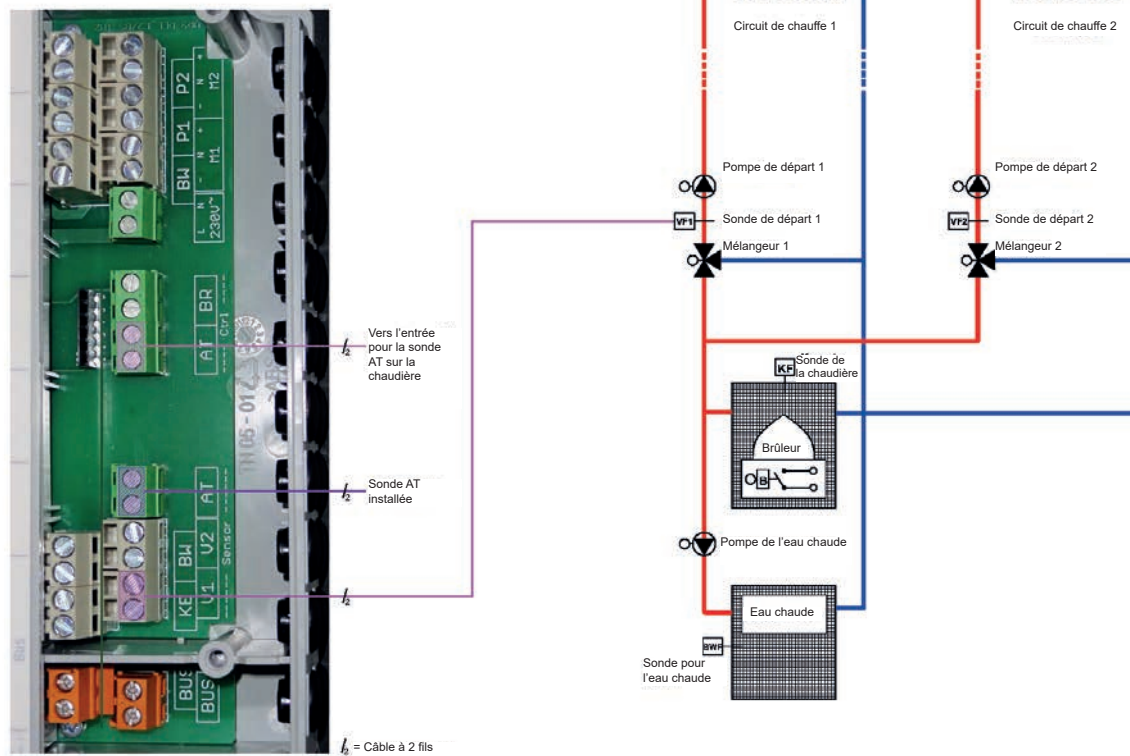 Circuit de chauffe 1
Circuit de chauffe 2
Pompe de départ 1
Pompe de départ 2
VF1
Sonde de départ 1
VF2
Sonde de départ 2
Mélangeur 1
Mélangeur 2
P2
P1
BW
+
N
-
M2
+
N
-
M1
N
L
230V~
BR
AT
Ctrl
Vers l'entrée
pour la sonde
AT sur la
chaudière
TH05-01
Sonde de
la chaudière
KF
Brûleur
B
Sonde AT
installée
AT
V2
V1
Sensor
BW
KE
Pompe de l'eau chaude
Eau chaude
BWF
Sonde pour
l'eau chaude
BUS
BUS
BUS
= Câble à 2 fils